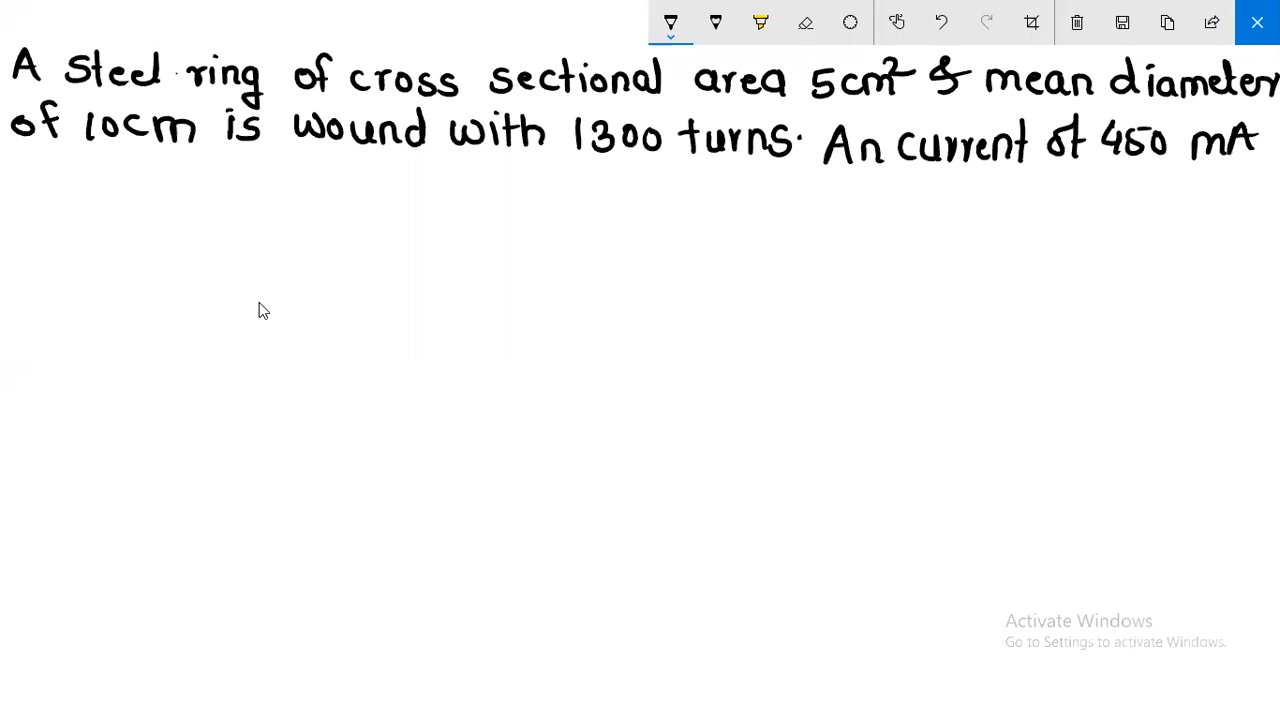 A steel ring of cross sectional area 5cm² & mean diameter
of 10cm is wound with 1300 turns. An current of 450 mA
Activate Windows
Go to Settings to activate Windows.